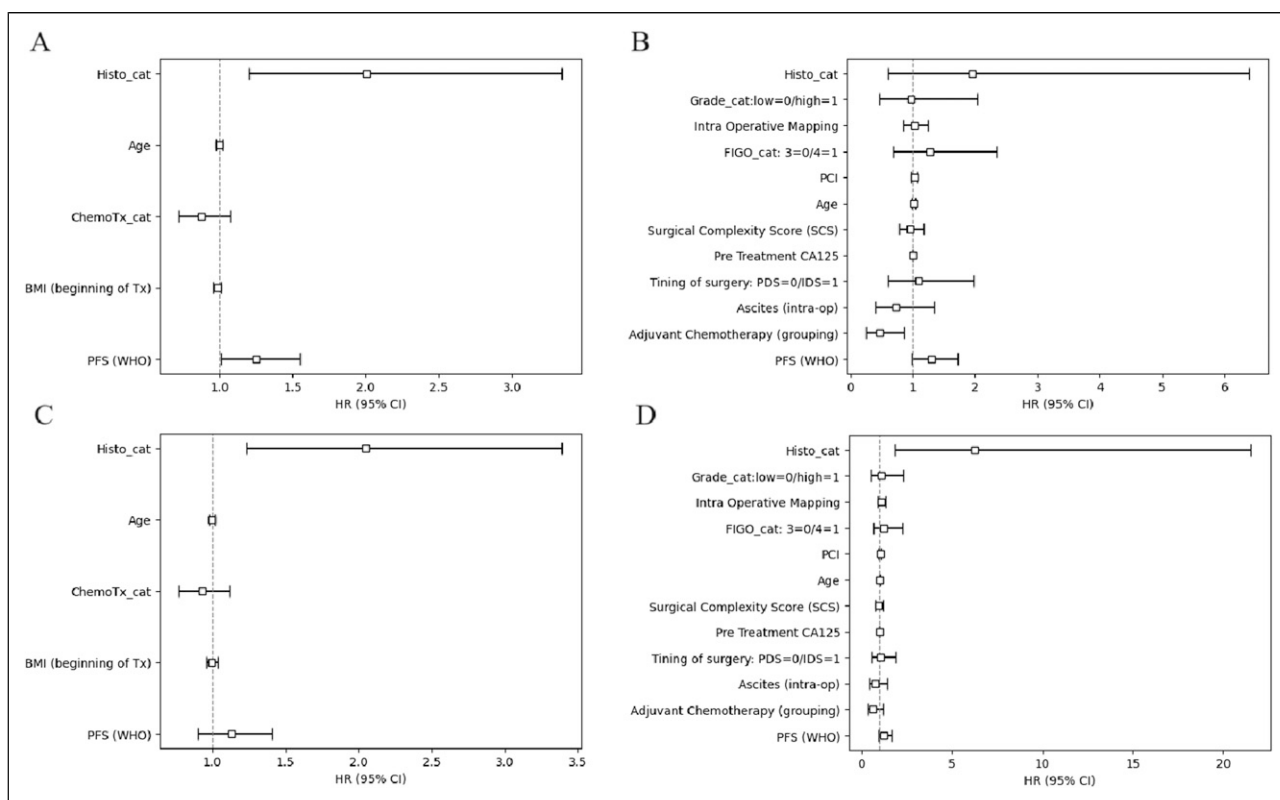 A
Histo_cat
Age
ChemoTx_cat
BMI (beginning of Tx)
PFS (WHO)
1.0 1.5 2.0 2.5 3.0
HR (95% CI)
B
Histo_cat
Grade_cat:low=0/high=1
Intra Operative Mapping
FIGO_cat: 3=0/4=1
PCI
Age
Surgical Complexity Score (SCS)
Pre Treatment CA125
Tining of surgery: PDS=0/IDS=1
Ascites (intra-op)
Adjuvant Chemotherapy (grouping)
PFS (WHO)
0 1 2 3 4 5 6
HR (95% CI)
C
Histo_cat
Age
ChemoTx_cat
BMI (beginning of Tx)
PFS (WHO)
1.0 1.5 2.0 2.5 3.0 3.5
HR (95% CI)
D
Histo_cat
Grade_cat:low=0/high=1
Intra Operative Mapping
FIGO_cat: 3=0/4=1
PCI
Age
Surgical Complexity Score (SCS)
Pre Treatment CA125
Tining of surgery: PDS=0/IDS=1
Ascites (intra-op)
Adjuvant Chemotherapy (grouping)
PFS (WHO)
0 5 10 15 20
HR (95% CI)